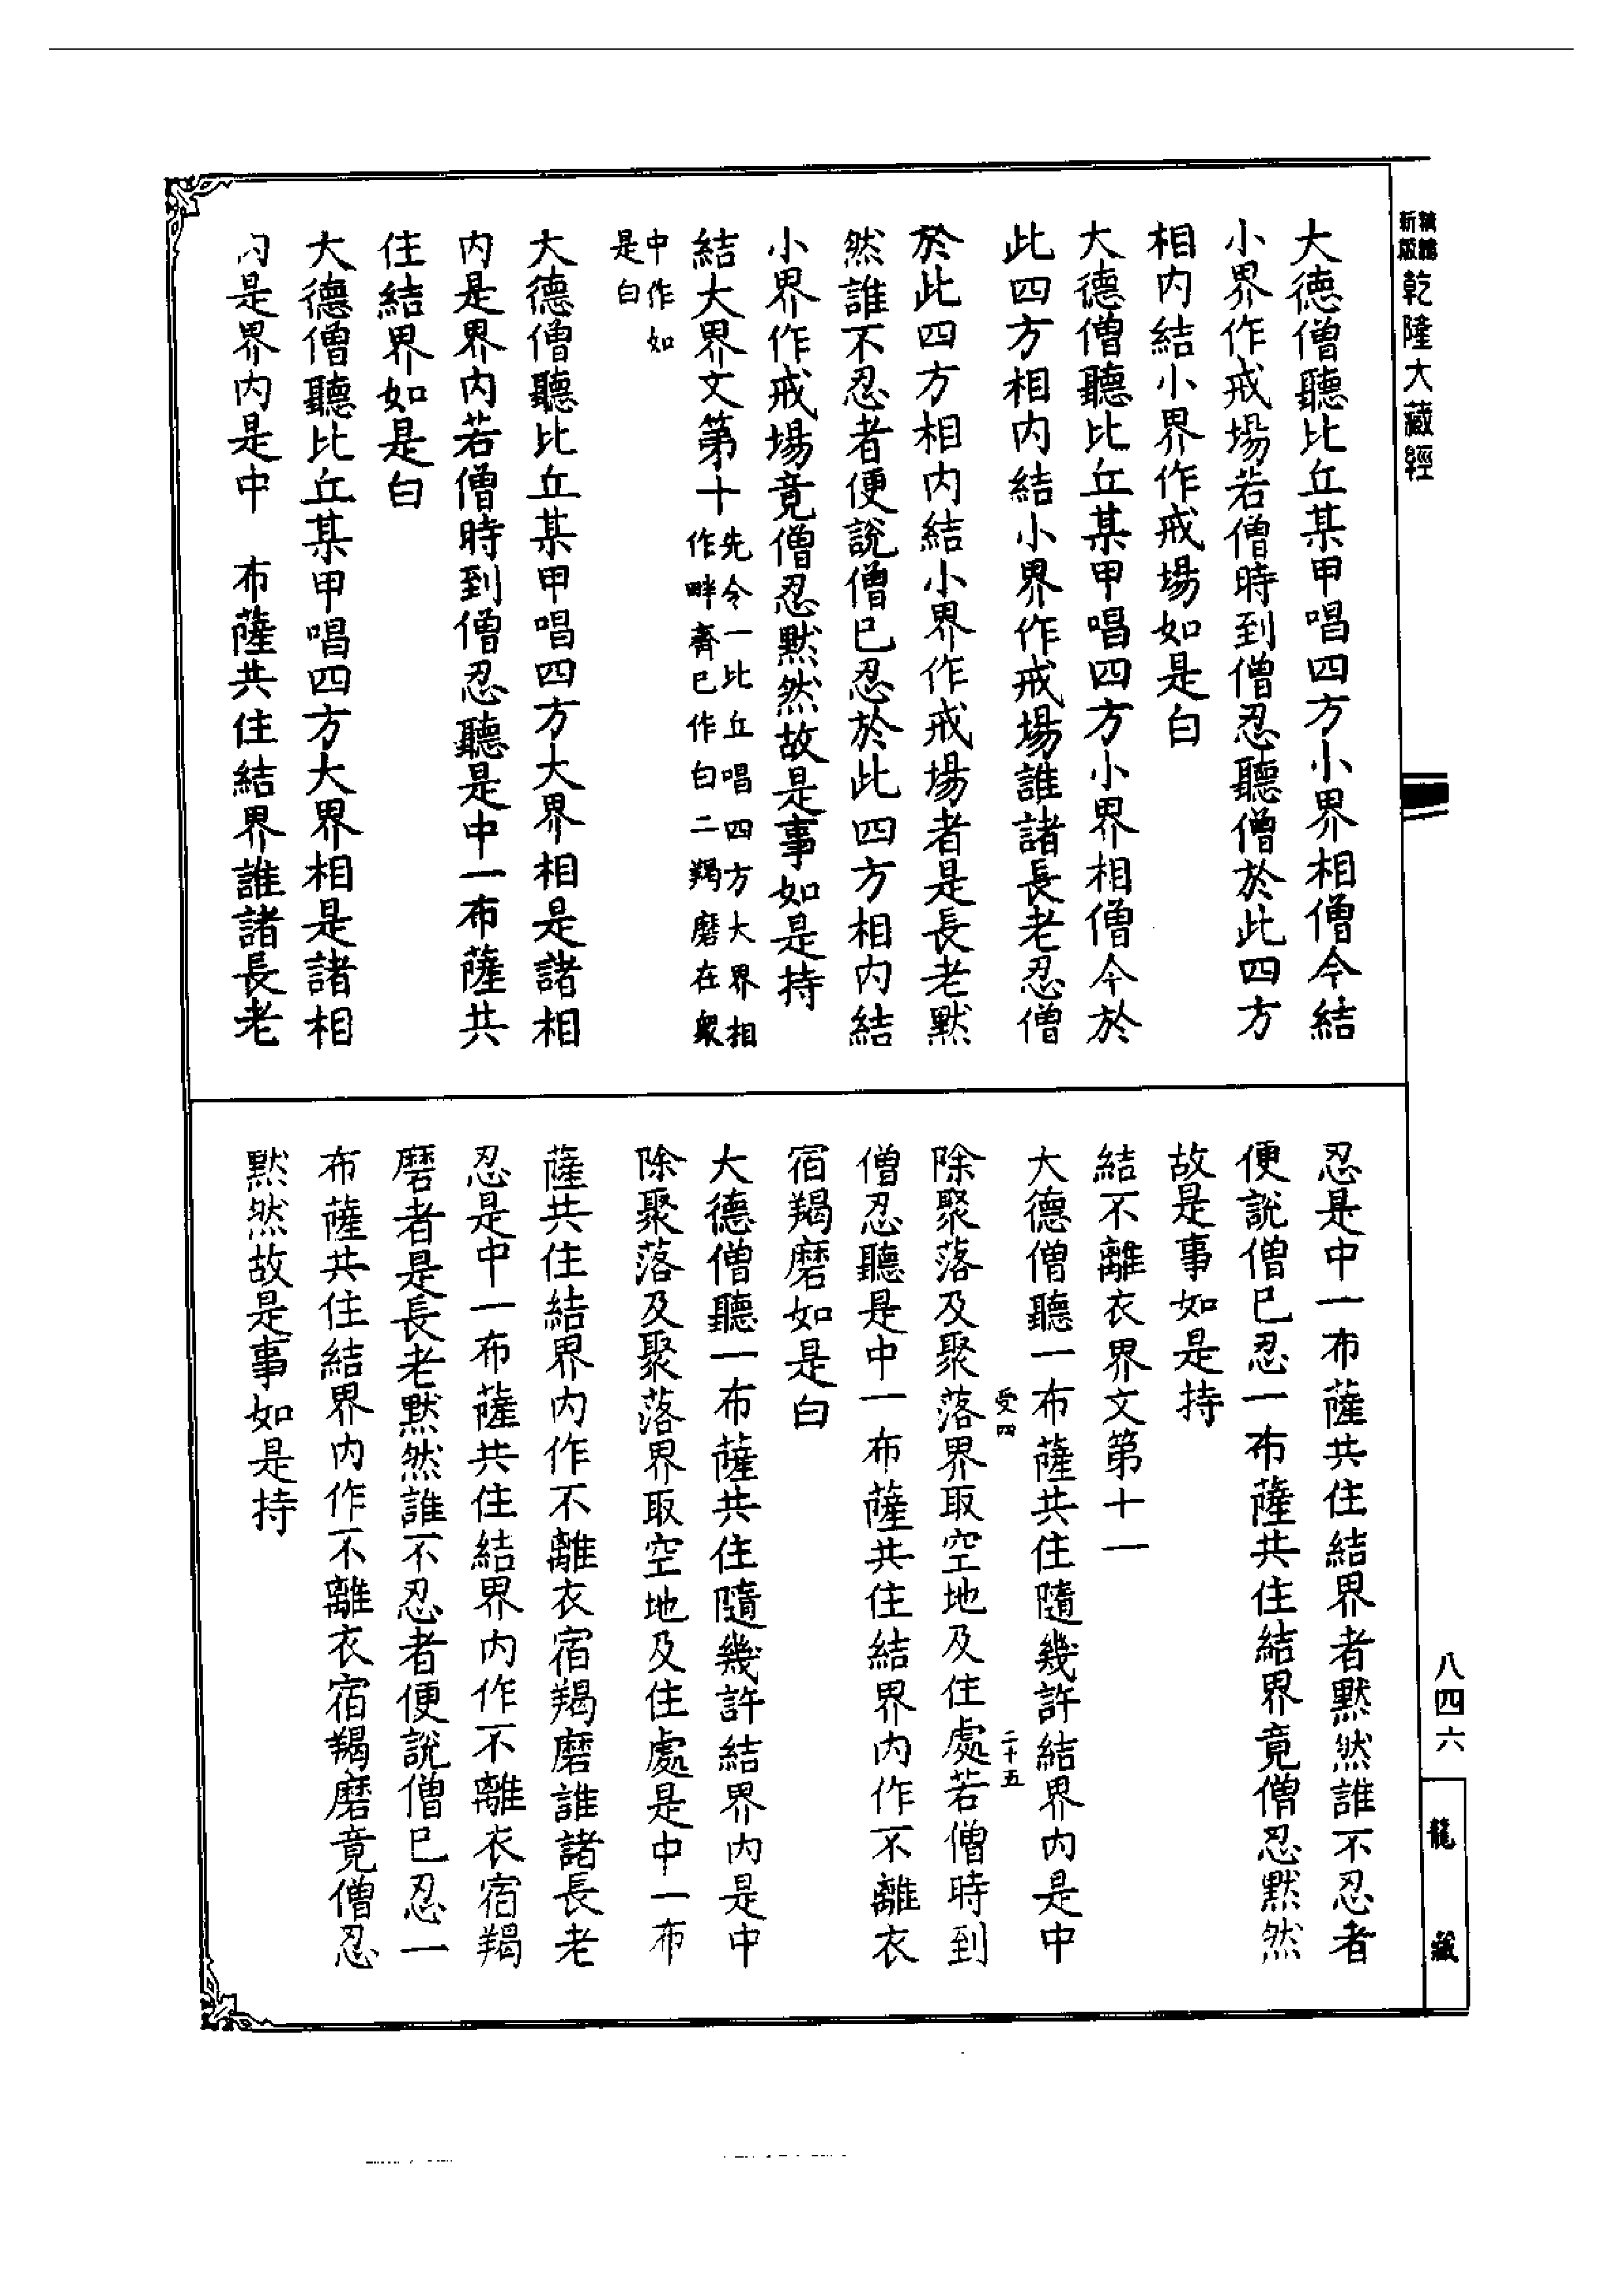 新版
精縮
乾隆大藏經
大德僧聽比丘某甲唱四方小界相僧今結
小界作戒場若僧時到僧忍聽僧於此四方
相內結小界作戒場如是白
大德僧聽比丘某甲唱四方小界相僧今於
此四方相內結小界作戒場誰諸長老忍僧
於此四方相內結小界作戒場者是長老默
然誰不忍者便說僧已忍於此四方相內結
小界作戒場竟僧忍默然故是事如是持
結大界文第十
先令一比丘唱四方大界相
作畔齊已作白二羯磨在眾
中作如
是白
大德僧聽比丘某甲唱四方大界相是諸相
內是界內若僧時到僧忍聽是中一布薩共
住結界如是白
大德僧聽比丘某甲唱四方大界相是諸相
內是界內是中 布薩共住結界誰諸長老
忍是中一布薩共住結界者默然誰不忍者
便說僧已忍一布薩共住結界竟僧忍默然
故是事如是持
結不離衣界文第十一
大德僧聽一布薩共住隨幾許結界內是中
受四
二十五
除聚落及聚落界取空地及住處若僧時到
僧忍聽是中一布薩共住結界內作不離衣
宿羯磨如是白
大德僧聽一布薩共住隨幾許結界內是中
除聚落及聚落界取空地及住處是中一布
薩共住結界內作不離衣宿羯磨誰諸長老
忍是中一布薩共住結界內作不離衣宿羯
磨者是長老默然誰不忍者便說僧已忍一
布薩共住結界內作不離衣宿羯磨竟僧忍
默然故是事如是持
八四六
龍藏